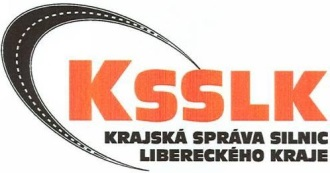 KSSLK
KRAJSKÁ SPRÁVA SILNIC
LIBERECKÉHO KRAJE